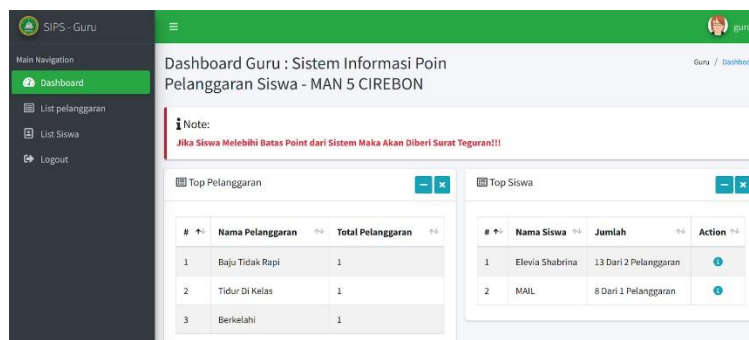 SIPS - Guru
Main Navigation
Dashboard
List pelanggaran
List Siswa
Logout
Dashboard Guru : Sistem Informasi Poin
Pelanggaran Siswa - MAN 5 CIREBON
Guru /
Note:
Jika Siswa Melebihi Batas Point dari Sistem Maka Akan Diberi Surat Teguran!!!
Top Pelanggaran
# Nama Pelanggaran Total Pelanggaran
1 Baju Tidak Rapi 1
2 Tidur Di Kelas 1
3 Berkelahi 1
Top Siswa
# Nama Siswa Jumlah Action
1 Elevia Shabrina 13 Dari 2 Pelanggaran
2 MAIL 8 Dari 1 Pelanggaran